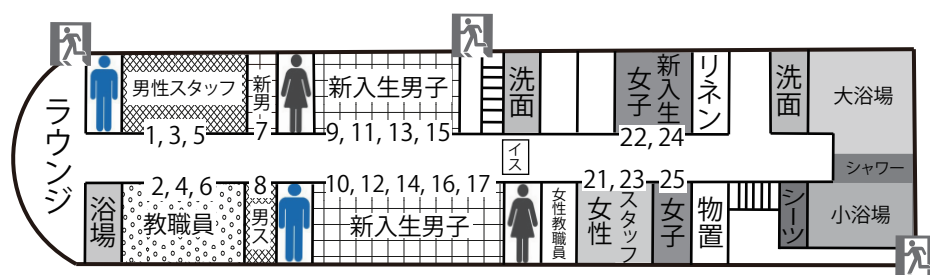 ラウンジ
男性スタッフ
新男
新入生男子
洗面
新入生
女子
リネン
洗面
大浴場
1, 3, 5
7
9, 11, 13, 15
22, 24
イス
シャワー
2, 4, 6
8
10, 12, 14, 16, 17
21, 23
25
浴場
教職員
男ス
新入生男子
女性教職員
女性
スタッフ
女子
物置
シーツ
小浴場